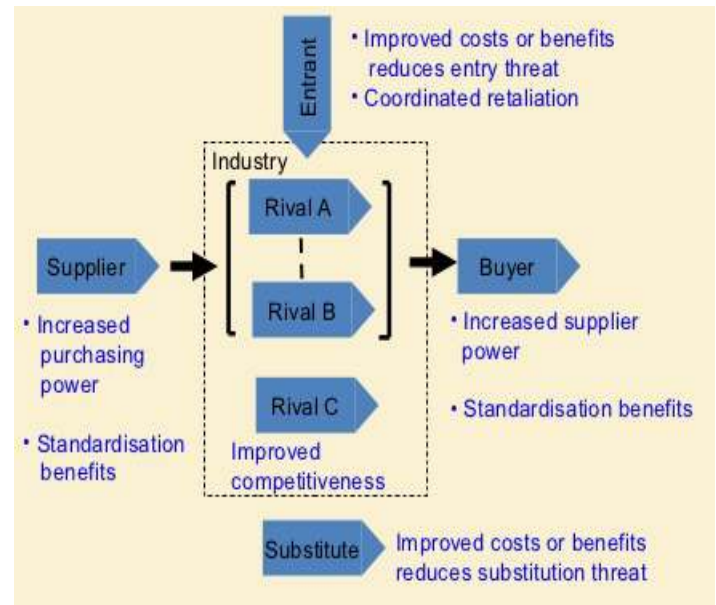 Entrant
• Improved costs or benefits
reduces entry threat
• Coordinated retaliation
Industry
Rival A
Supplier
Buyer
Rival B
• Increased
purchasing
power
• Standardisation
benefits
• Increased supplier
power
• Standardisation benefits
Rival C
Improved
competitiveness
Substitute
Improved costs or benefits
reduces substitution threat